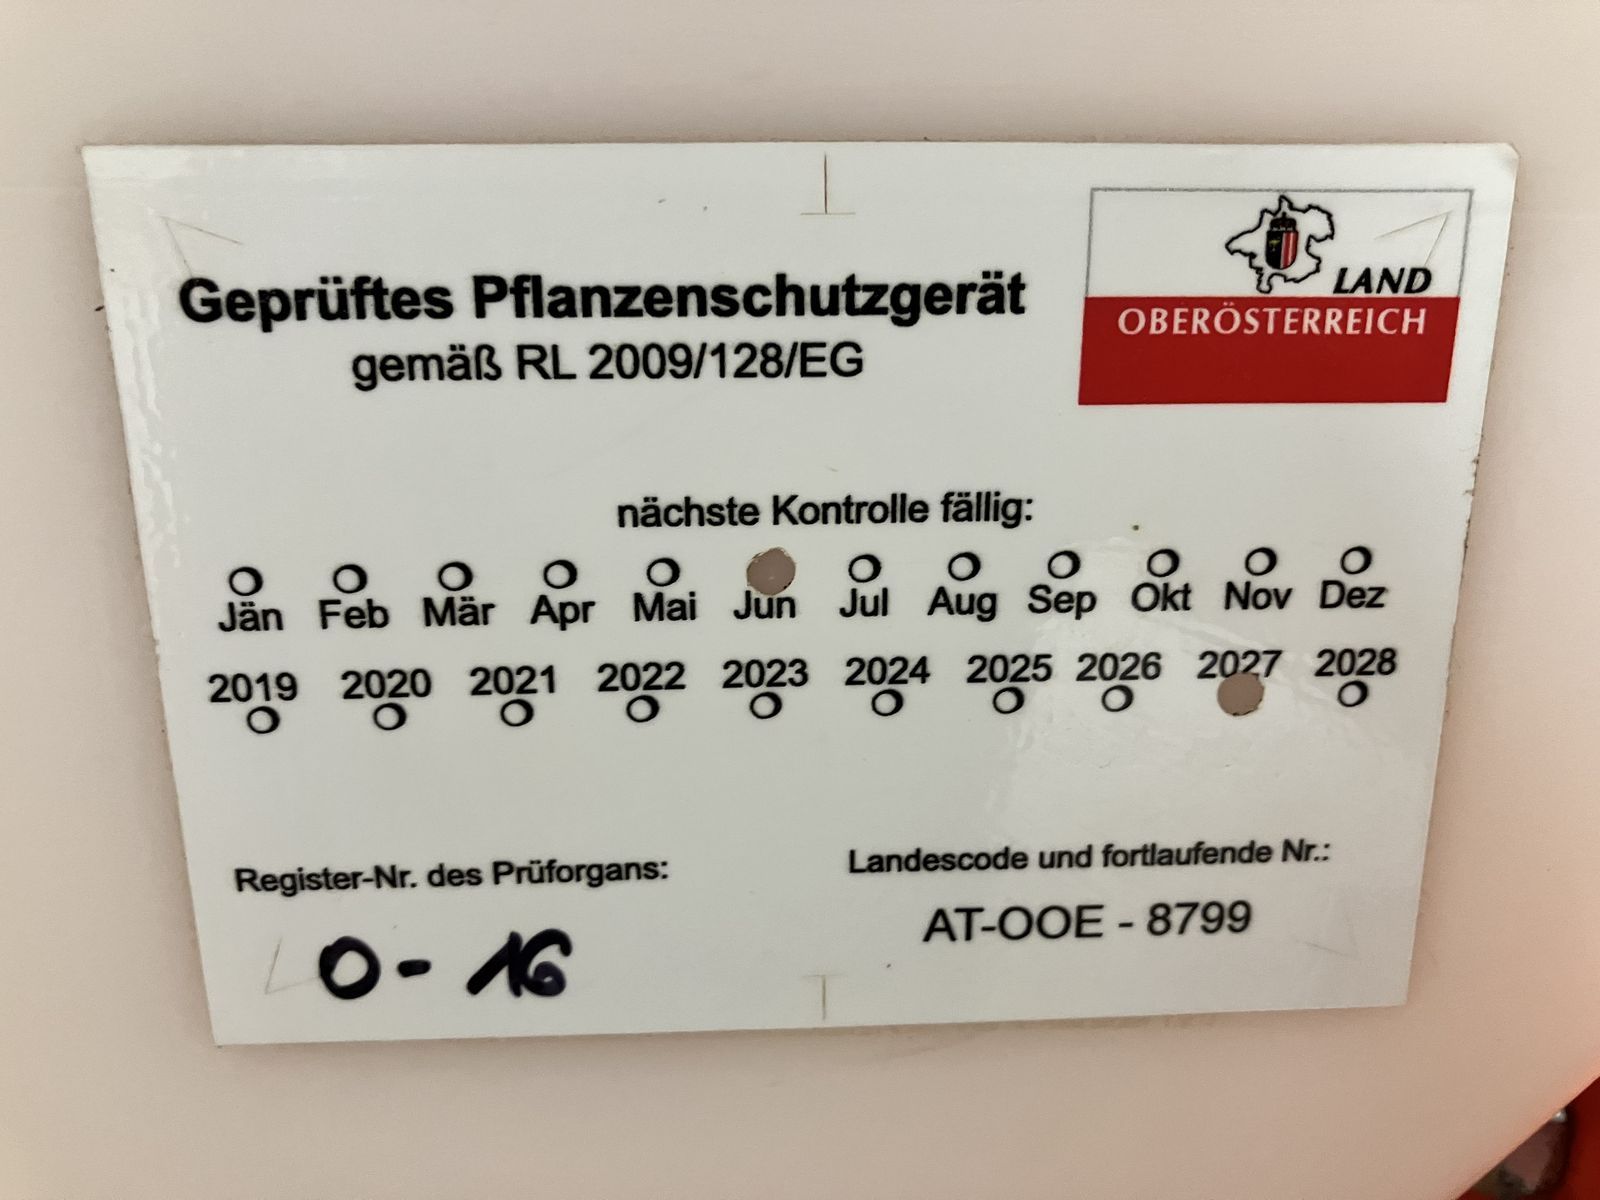 Geprüftes Pflanzenschutzgerät
gemäß RL 2009/128/EG
LAND
OBERÖSTERREICH
nächste Kontrolle fällig:
Jän Feb Mär Apr Mai Jun Jul Aug Sep Okt Nov Dez
2019 2020 2021 2022 2023 2024 2025 2026 2027 2028
Register-Nr. des Prüforgans:
O - 16
Landescode und fortlaufende Nr.:
AT-OOE - 8799